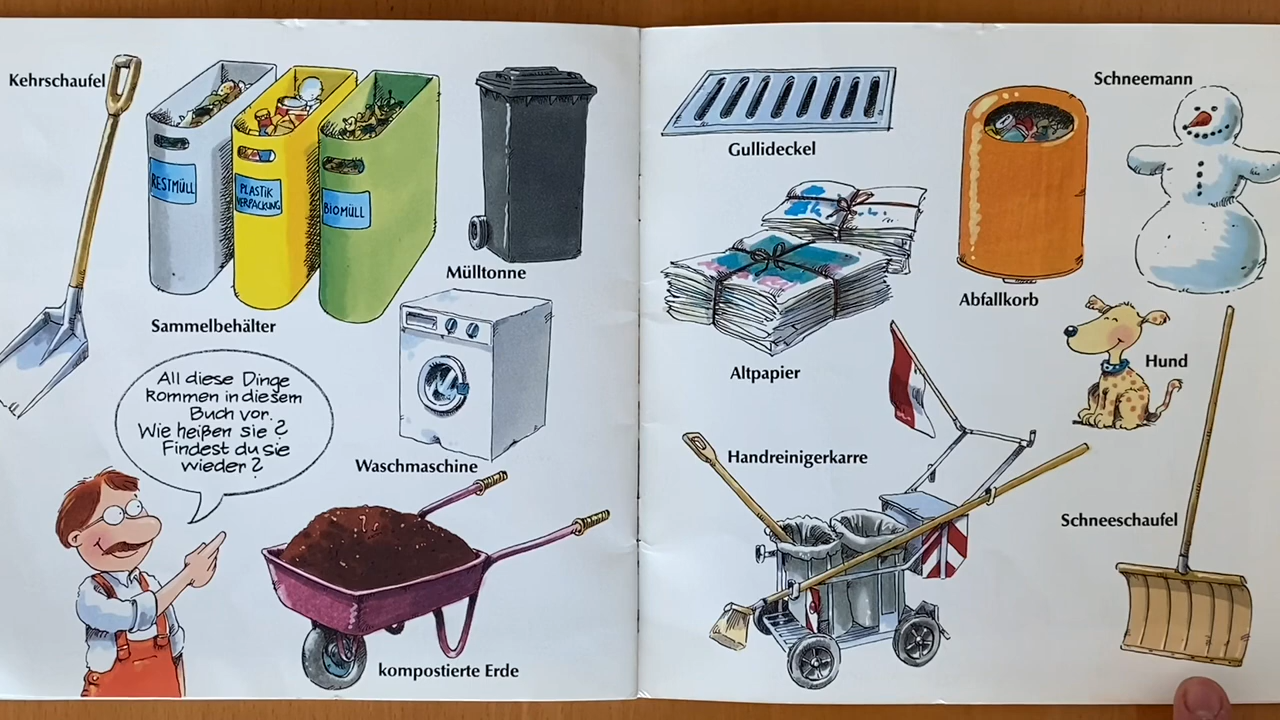 Kehrschaufel
RESTMÜLL
PLASTIK
VERPACKUNG
BIOMÜLL
Mülltonne
Sammelbehälter
All diese Dinge
kommen in diesem
Buch vor.
Wie heißen sie?
Findest du sie
wieder?
Waschmaschine
kompostierte Erde
Gullideckel
Schneemann
Abfallkorb
Altpapier
Hund
Handreinigerkarre
Schneeschaufel